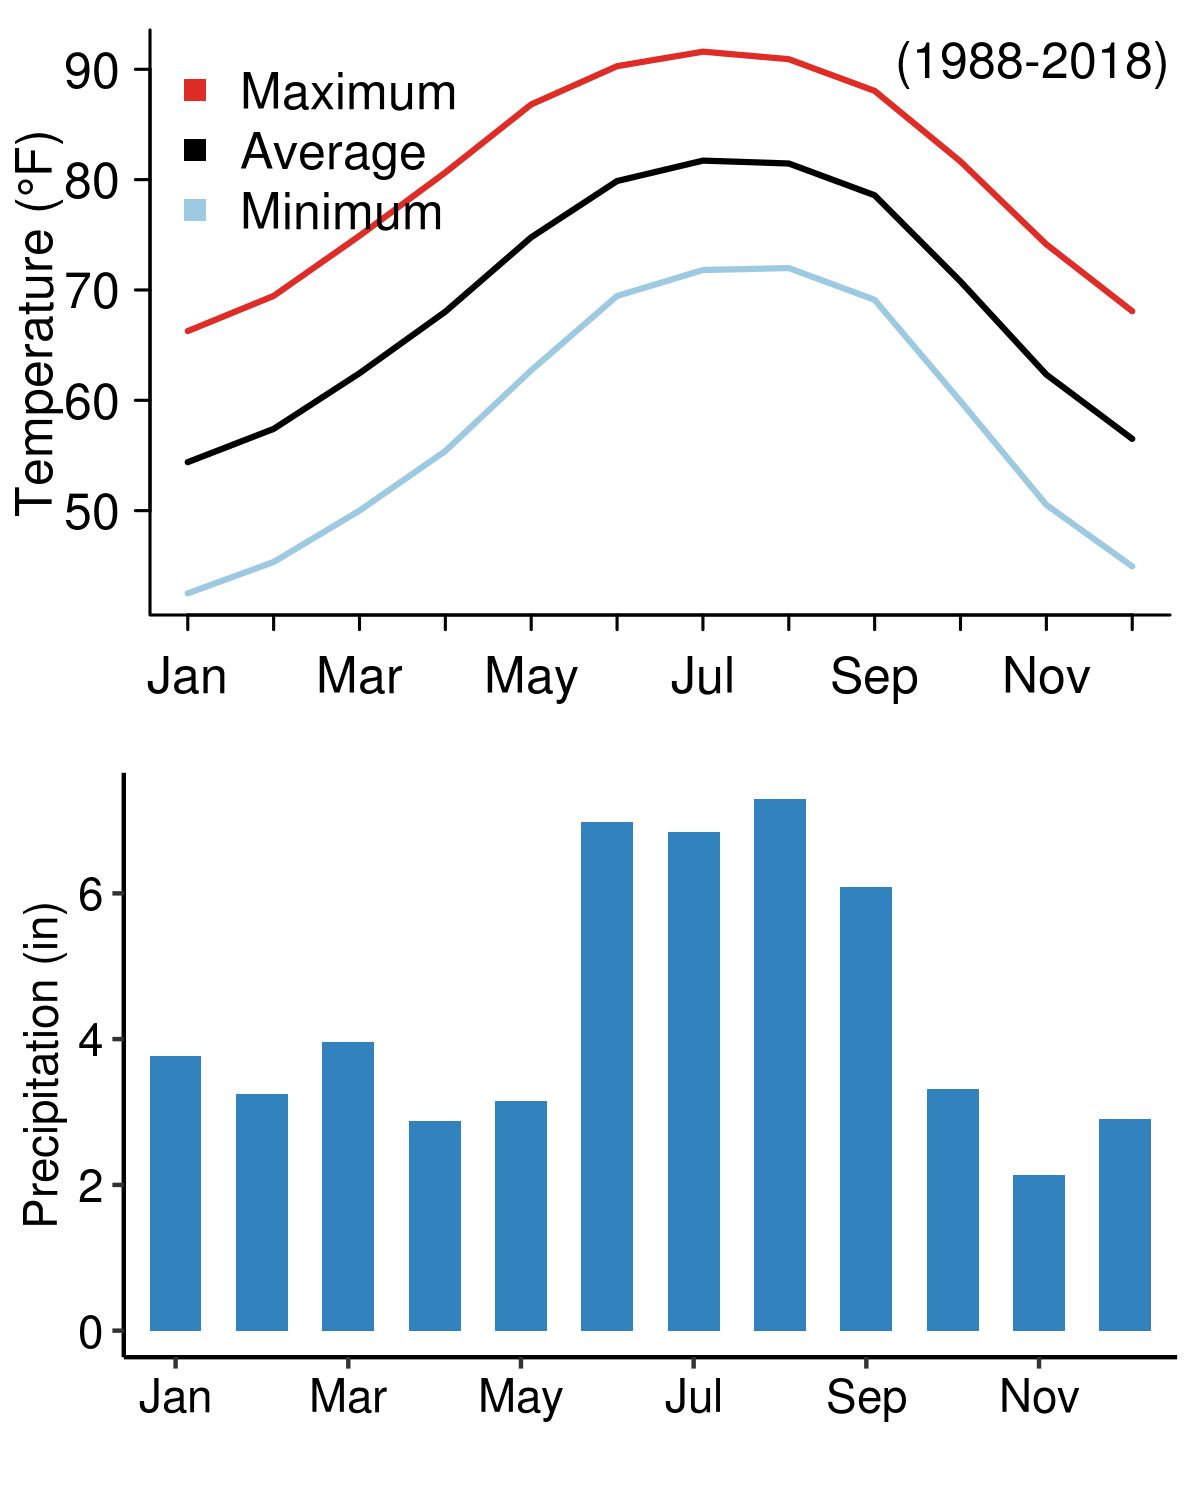 (1988-2018)
Maximum
Average
Minimum
Temperature (°F)
90
80
70
60
50
Jan Mar May Jul Sep Nov
Precipitation (in)
6
4
2
0
Jan Mar May Jul Sep Nov